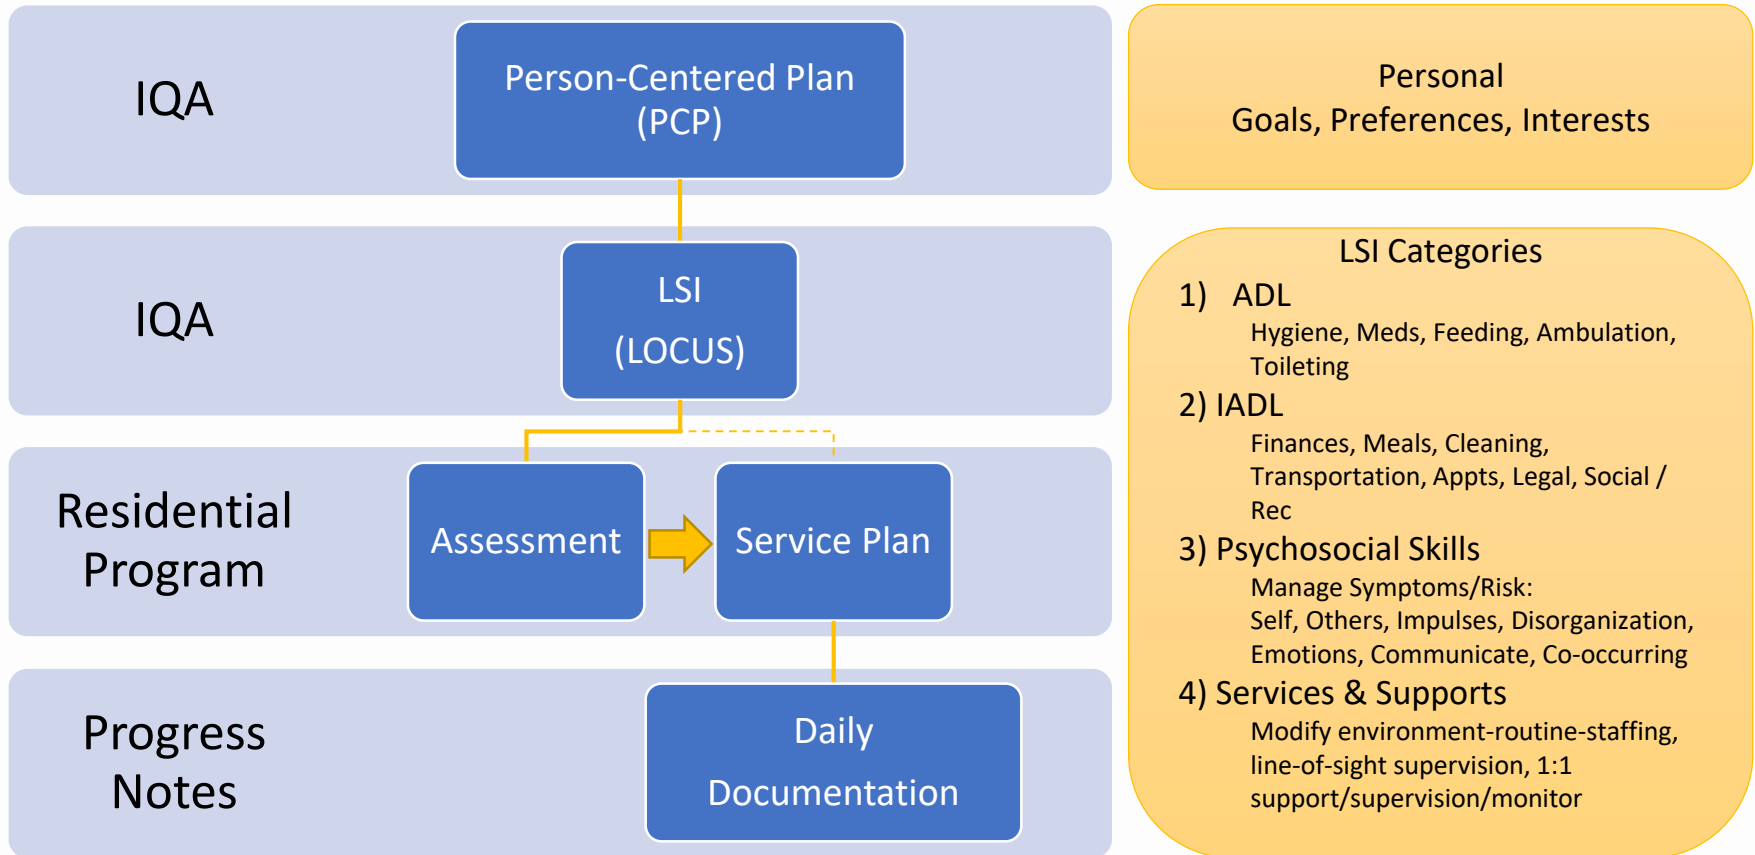 IQA
Person-Centered Plan
(PCP)
Personal
Goals, Preferences, Interests
IQA
LSI
(LOCUS)
Residential
Program
Assessment
Service Plan
Progress
Notes
Daily
Documentation
LSI Categories
1) ADL
Hygiene, Meds, Feeding, Ambulation,
Toileting
2) IADL
Finances, Meals, Cleaning,
Transportation, Appts, Legal, Social /
Rec
3) Psychosocial Skills
Manage Symptoms/Risk:
Self, Others, Impulses, Disorganization,
Emotions, Communicate, Co-occurring
4) Services & Supports
Modify environment-routine-staffing,
line-of-sight supervision, 1:1
support/supervision/monitor